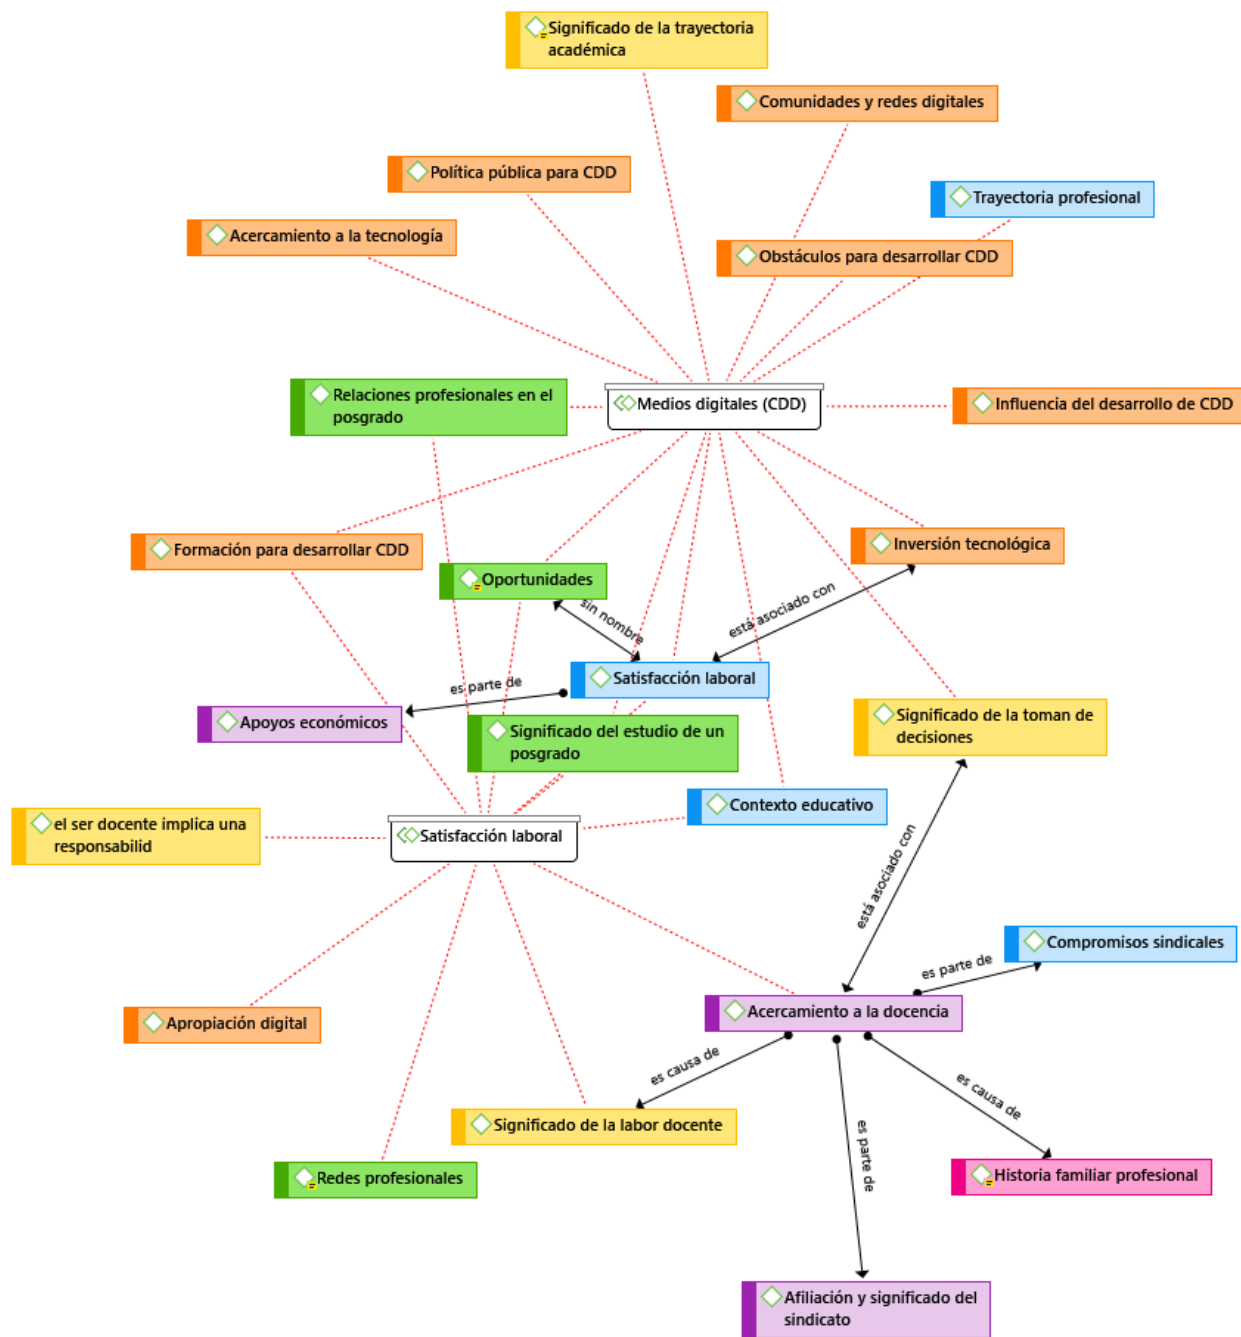 Significado de la trayectoria
académica
Comunidades y redes digitales
Política pública para CDD
Trayectoria profesional
Acercamiento a la tecnología
Obstáculos para desarrollar CDD
Relaciones profesionales en el
posgrado
Medios digitales (CDD)
Influencia del desarrollo de CDD
Formación para desarrollar CDD
Inversión tecnológica
Oportunidades
sin nombre
está asociado con
Satisfacción laboral
es parte de
Apoyos económicos
Significado del estudio de un
posgrado
Significado de la toman de
decisiones
Contexto educativo
el ser docente implica una
responsabilid
Satisfacción laboral
está asociado con
Compromisos sindicales
es parte de
Acercamiento a la docencia
Apropiación digital
es causa de
es causa de
Significado de la labor docente
es parte de
Redes profesionales
Historia familiar profesional
Afiliación y significado del
sindicato